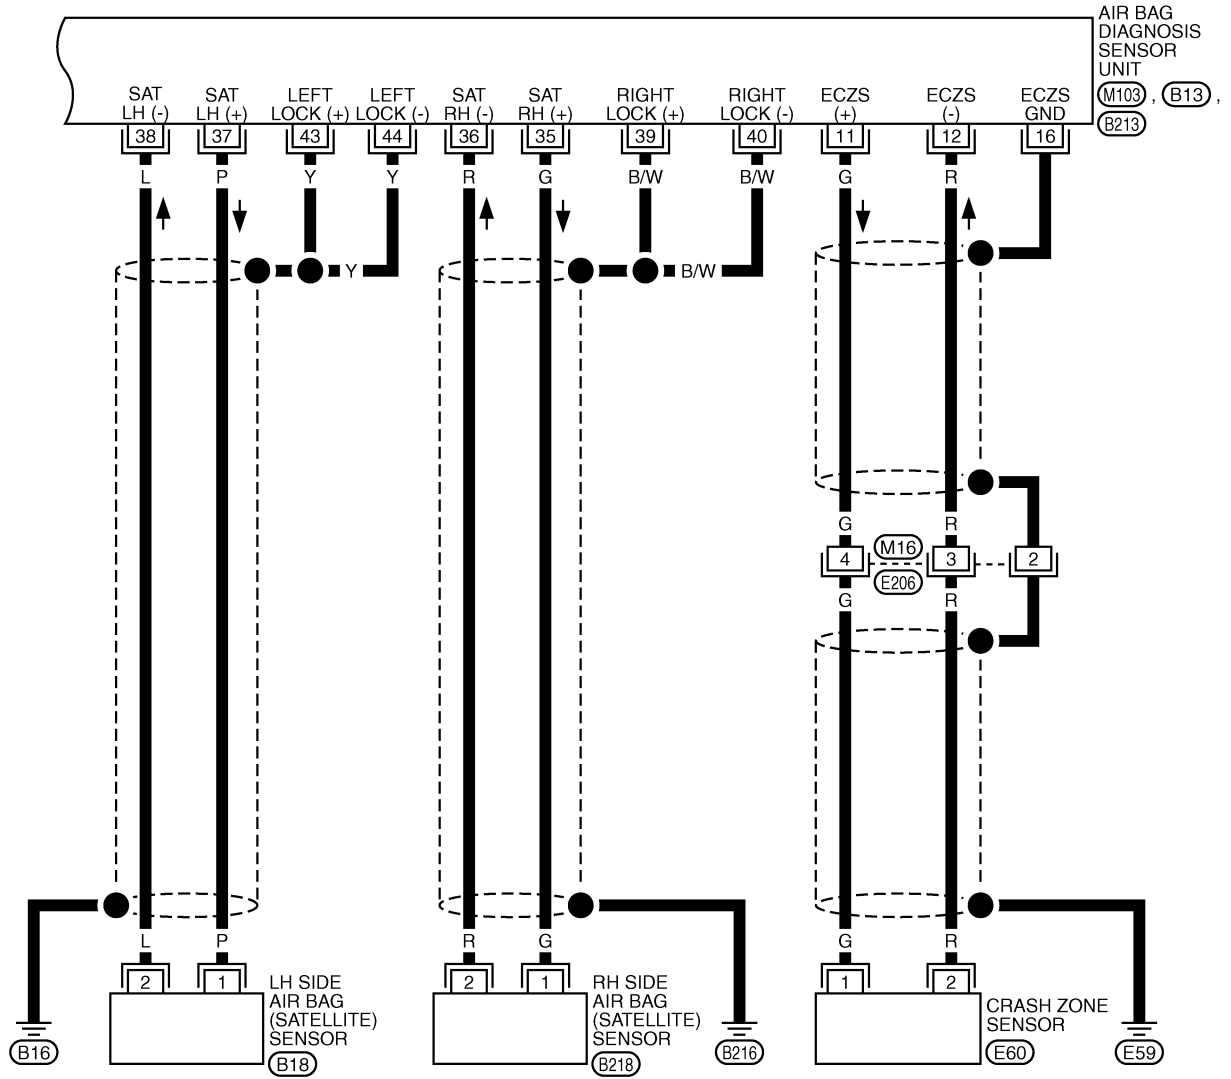 AIR BAG
DIAGNOSIS
SENSOR
UNIT
M103 , B13 ,
B213
SAT LH (-)
SAT LH (+)
LEFT LOCK (+)
LEFT LOCK (-)
SAT RH (-)
SAT RH (+)
RIGHT LOCK (+)
RIGHT LOCK (-)
ECZS (+)
ECZS (-)
ECZS GND
38 37 43 44 36 35 39 40 11 12 16
L P Y Y R G B/W B/W G R
Y B/W
G R
4 M16 3 2
E206
G R
L P R G G R
2 1 2 1 1 2
LH SIDE
AIR BAG
(SATELLITE)
SENSOR
B18
RH SIDE
AIR BAG
(SATELLITE)
SENSOR
B218
CRASH ZONE
SENSOR
E60
B16
B216
E59